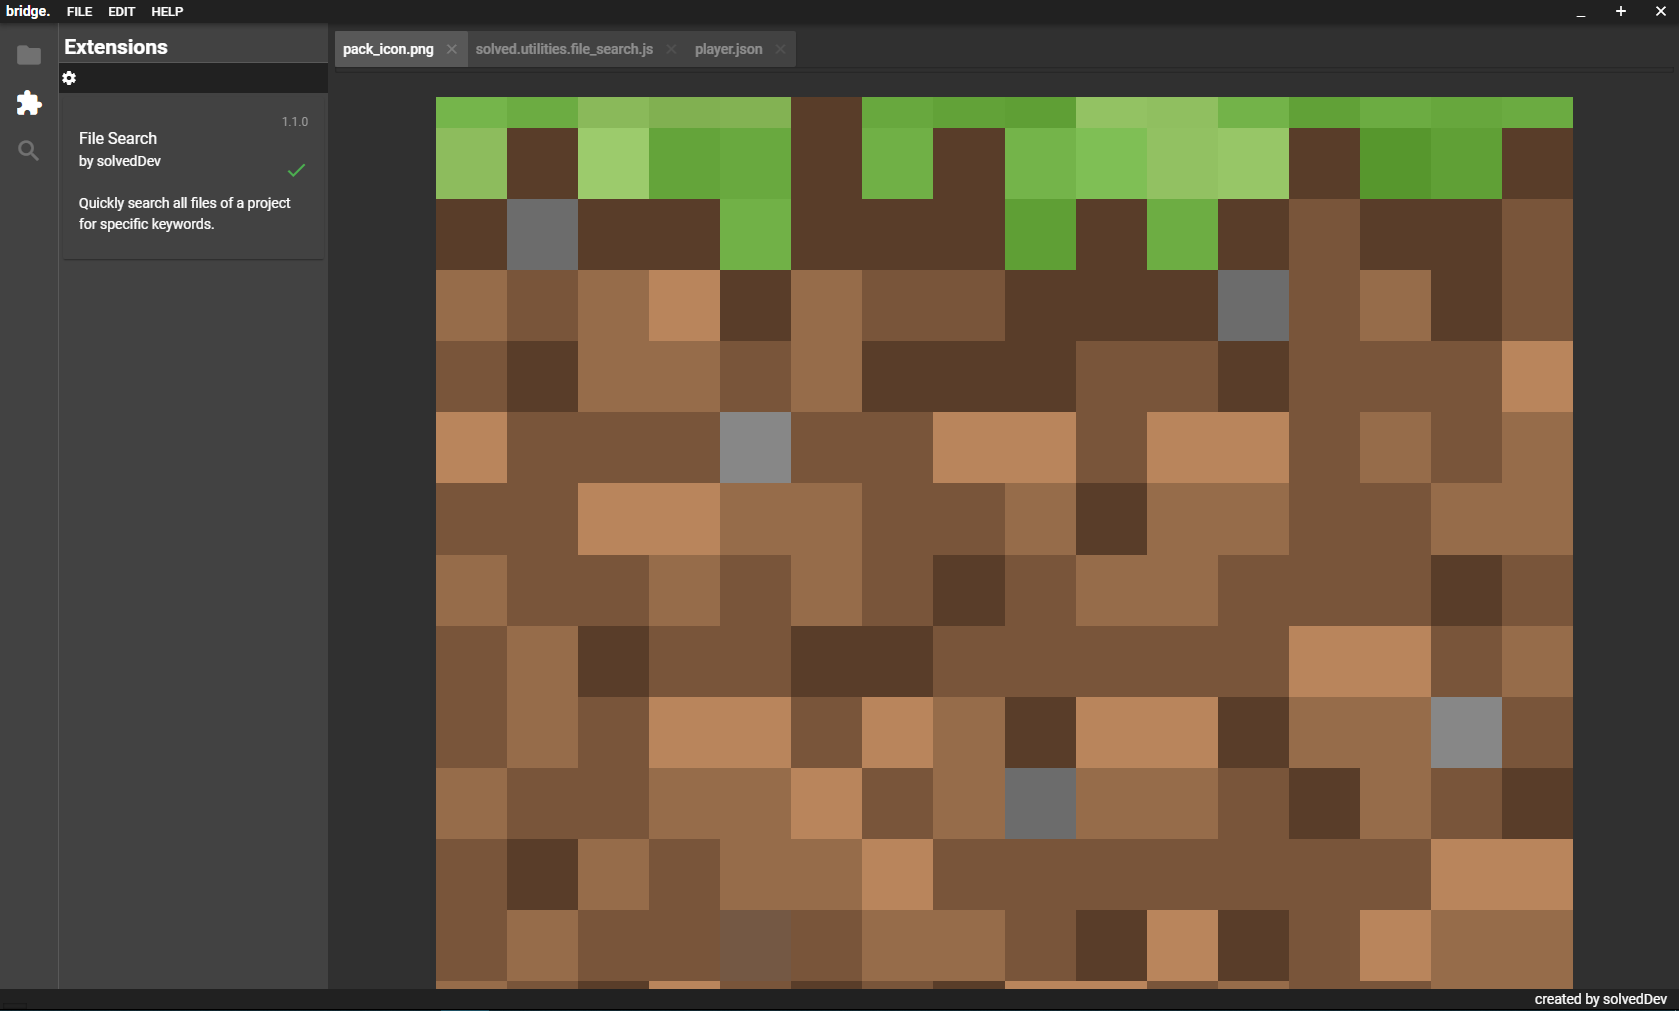 bridge. FILE EDIT HELP
Extensions
pack_icon.png solved.utilities.file_search.js player.json
1.1.0
File Search
by solvedDev
Quickly search all files of a project
for specific keywords.
created by solvedDev